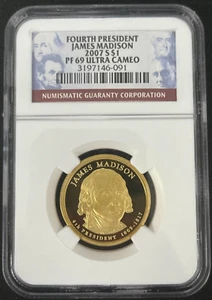 FOURTH PRESIDENT
JAMES MADISON
2007 S $1
PF 69 ULTRA CAMEO
3197146-091
NUMISMATIC GUARANTY CORPORATION
JAMES MADISON
4th PRESIDENT 1809-1817